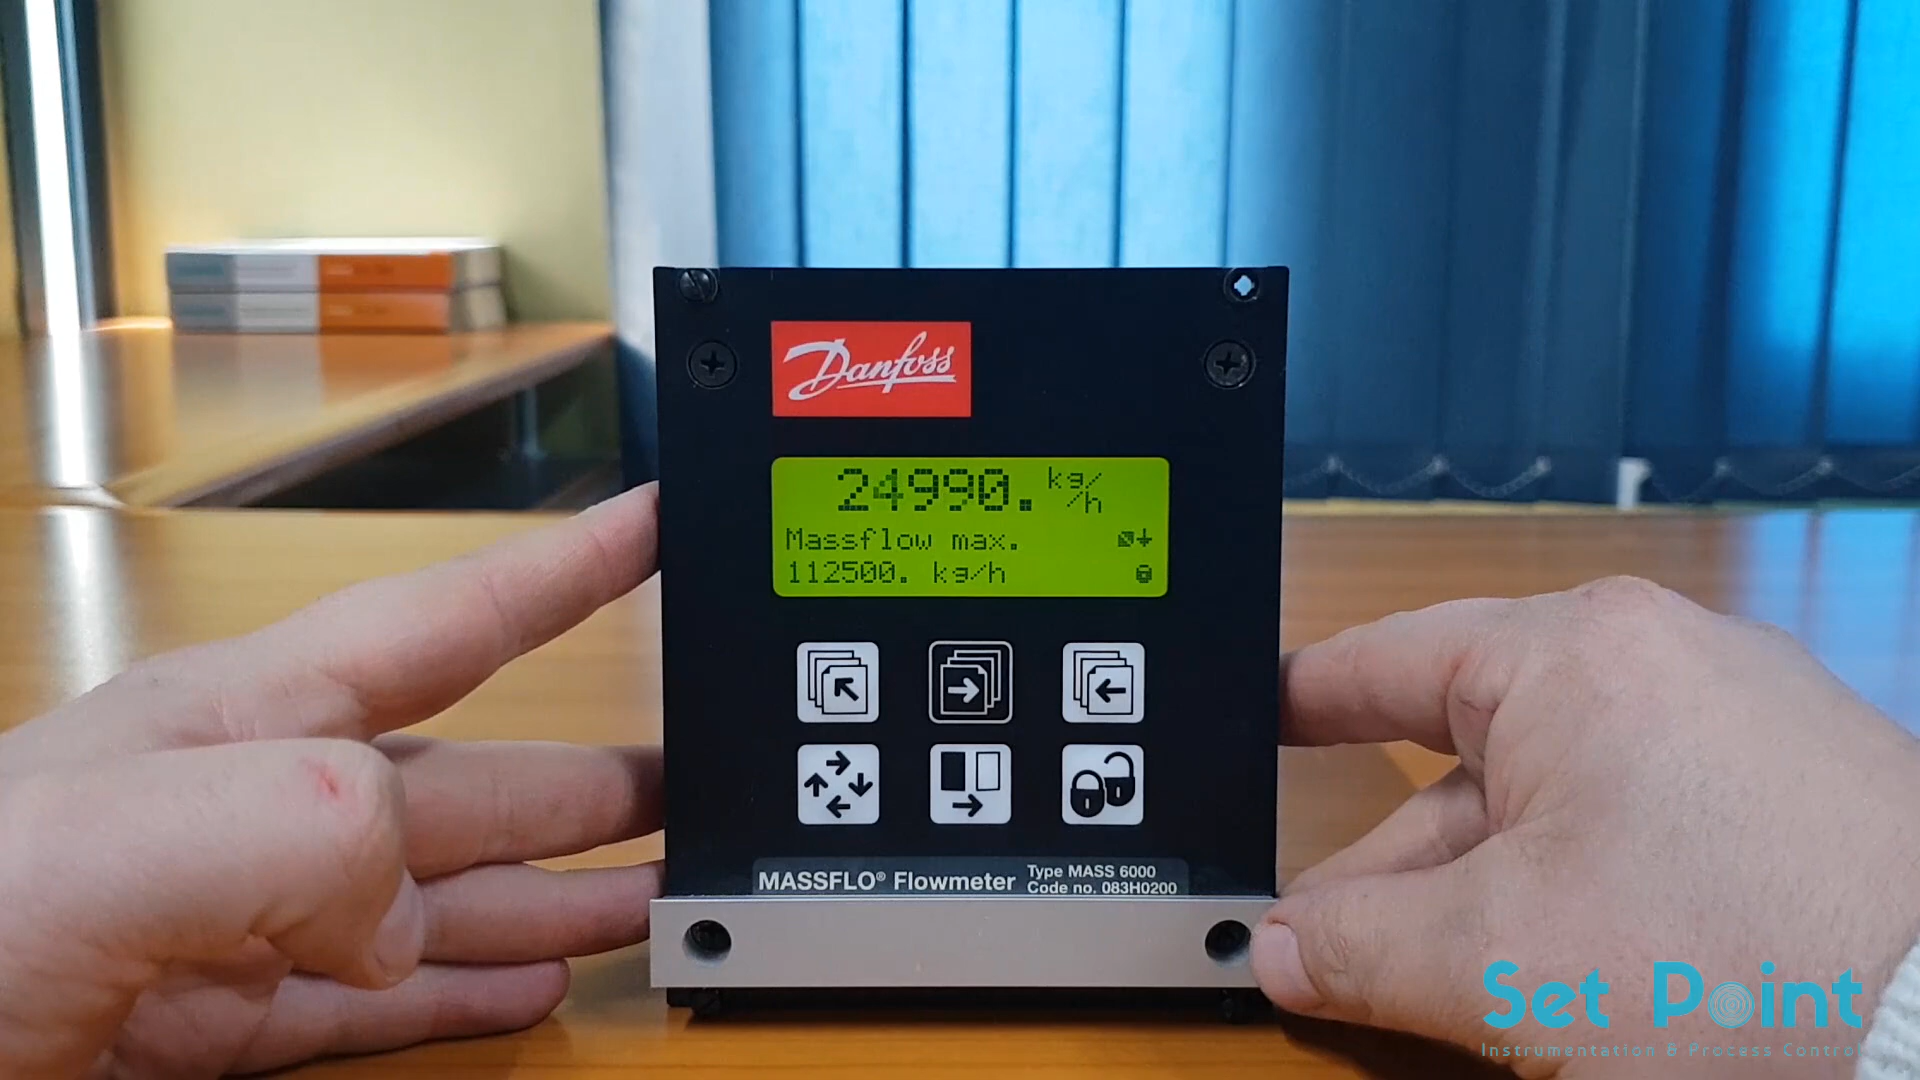 Danfoss
24990. kg/
/h
Massflow max.
112500. kg/h
MASSFLO® Flowmeter
Type MASS 6000
Code no. 083H0200
Set Point
Instrumentation & Process Control